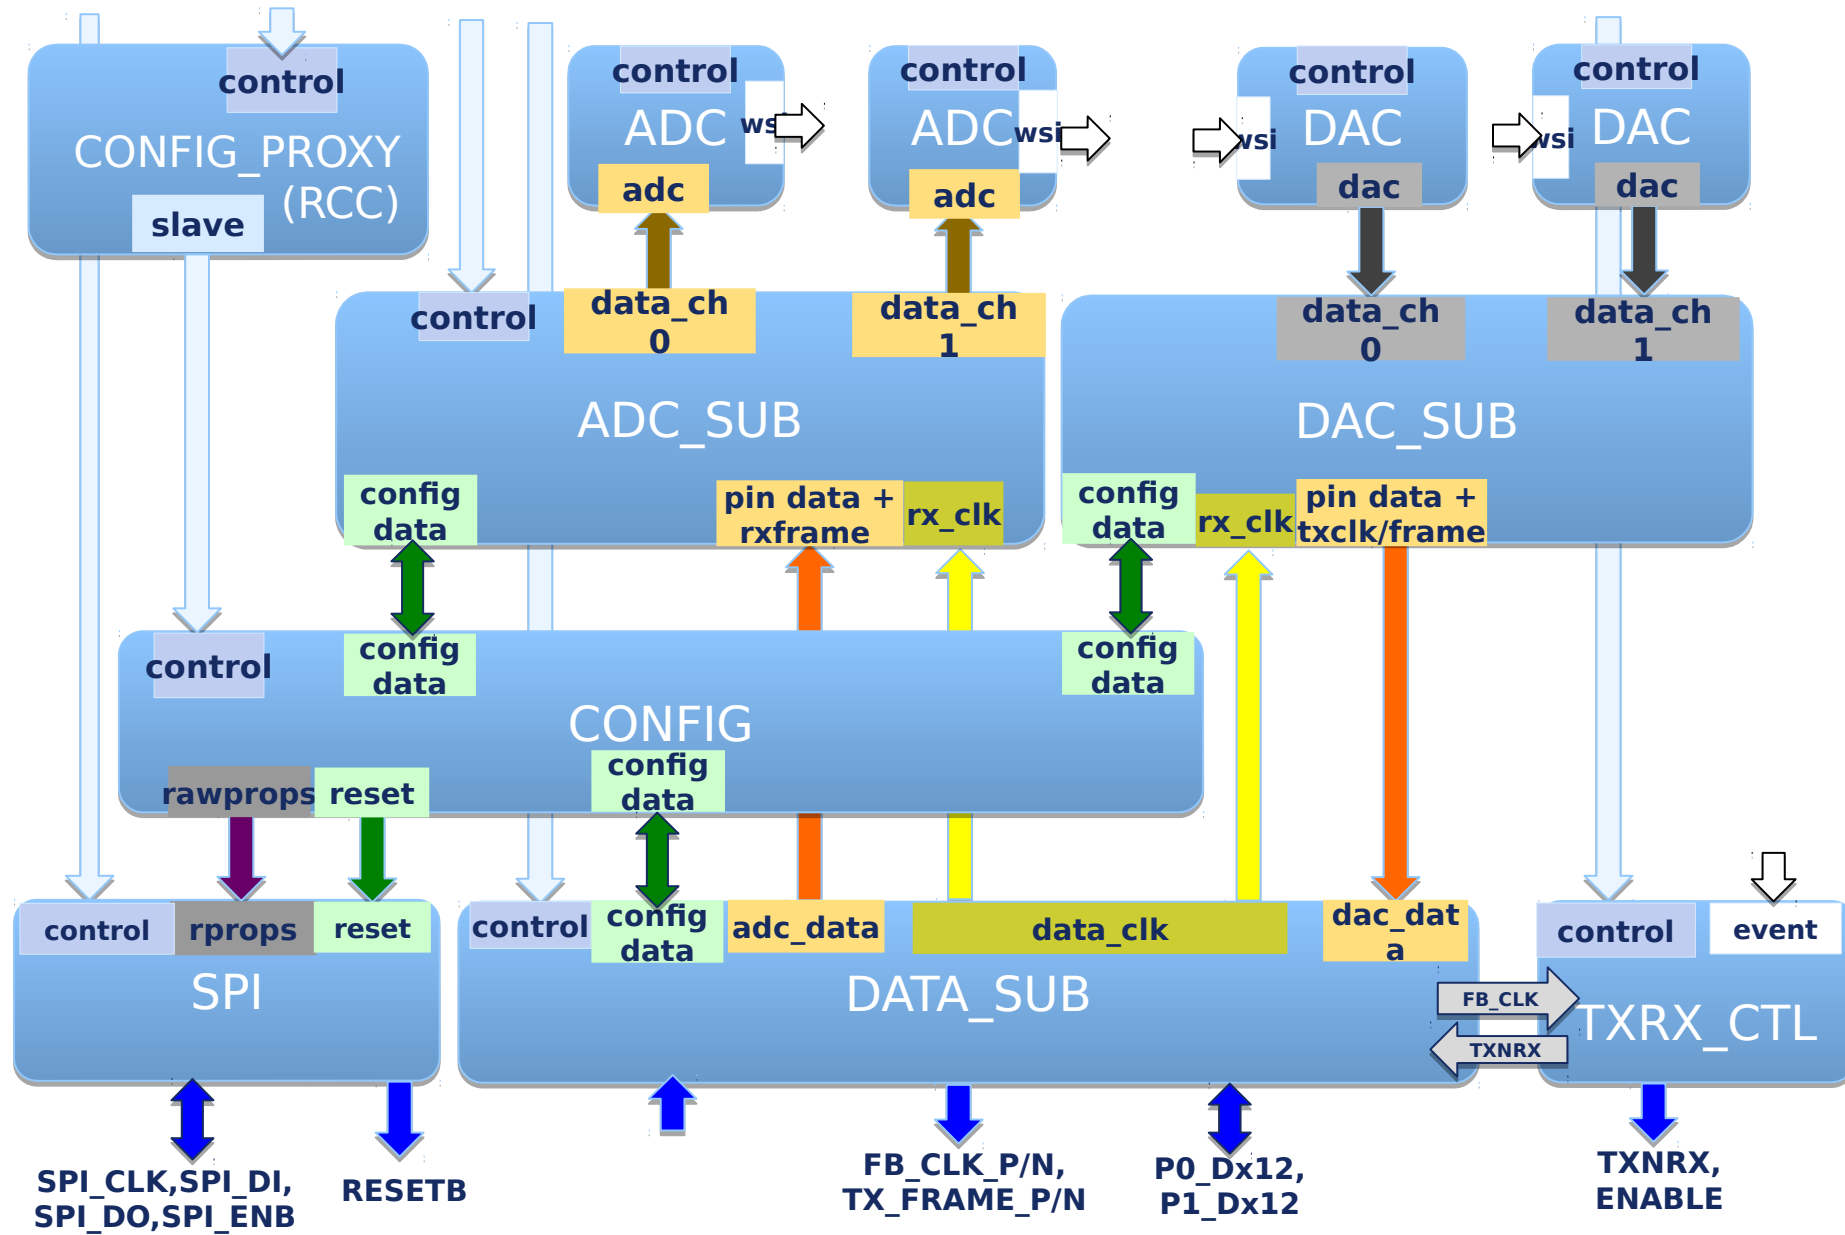 control
CONFIG_PROXY
(RCC)
slave
control
ADC
wsi
adc
control
ADC
wsi
adc
control
DAC
wsi
dac
control
DAC
wsi
dac
control
data_ch
0
data_ch
1
ADC_SUB
config
data
pin data +
rxframe
rx_clk
data_ch
0
data_ch
1
DAC_SUB
config
data
rx_clk
pin data +
txclk/frame
control
config
data
config
data
CONFIG
rawprops
reset
config
data
control
rprops
reset
SPI
control
config
data
adc_data
data_clk
dac_dat
a
DATA_SUB
FB_CLK
TXNRX
control
event
TXRX_CTL
SPI_CLK,SPI_DI,
SPI_DO,SPI_ENB
RESETB
FB_CLK_P/N,
TX_FRAME_P/N
P0_Dx12,
P1_Dx12
TXNRX,
ENABLE